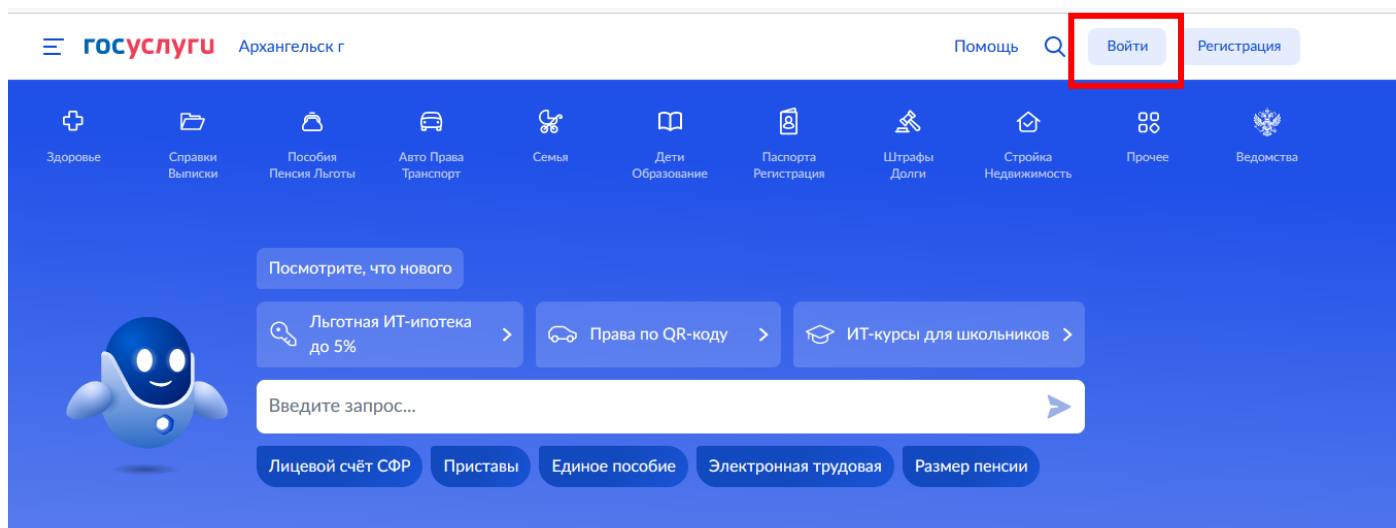 госуслуги Архангельск г Помощь Войти Регистрация
Здоровье
Справки
Выписки
Пособия
Пенсия Льготы
Авто Права
Транспорт
Семья
Дети
Образование
Паспорта
Регистрация
Штрафы
Долги
Стройка
Недвижимость
Прочее
Ведомства
Посмотрите, что нового
Льготная ИТ-ипотека
до 5%
Права по QR-коду
ИТ-курсы для школьников
Введите запрос...
Лицевой счёт СФР Приставы Единое пособие Электронная трудовая Размер пенсии